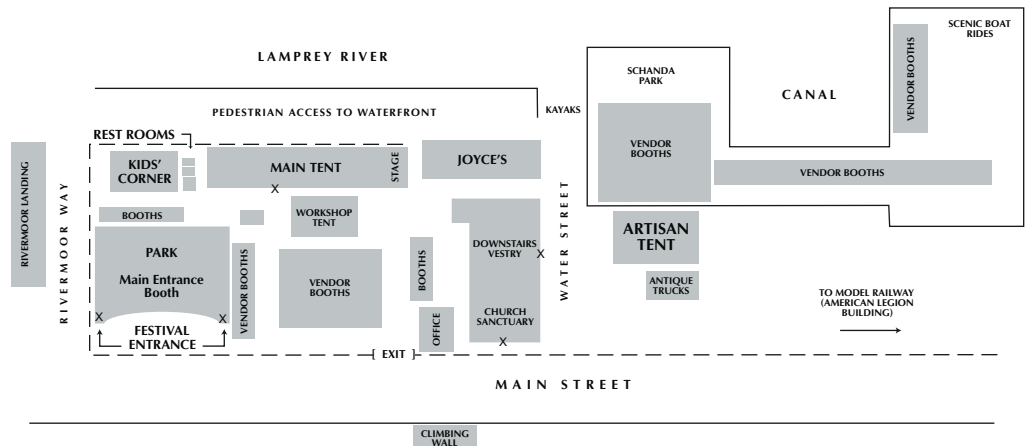 LAMPREY RIVER
PEDESTRIAN ACCESS TO WATERFRONT
KAYAKS
SCHANDA
PARK
CANAL
SCENIC BOAT
RIDES
VENDOR BOOTHS
REST ROOMS
KIDS'
CORNER
MAIN TENT
STAGE
JOYCE'S
VENDOR
BOOTHS
VENDOR BOOTHS
RIVERMOOR LANDING
RIVERMOOR WAY
X
BOOTHS
WORKSHOP
TENT
WATER STREET
ARTISAN
TENT
PARK
Main Entrance
Booth
VENDOR BOOTHS
VENDOR
BOOTHS
BOOTHS
DOWNSTAIRS
VESTRY
X
ANTIQUE
TRUCKS
TO MODEL RAILWAY
(AMERICAN LEGION
BUILDING)
X
X
FESTIVAL
ENTRANCE
OFFICE
CHURCH
SANCTUARY
X
[ EXIT ]
MAIN STREET
CLIMBING
WALL